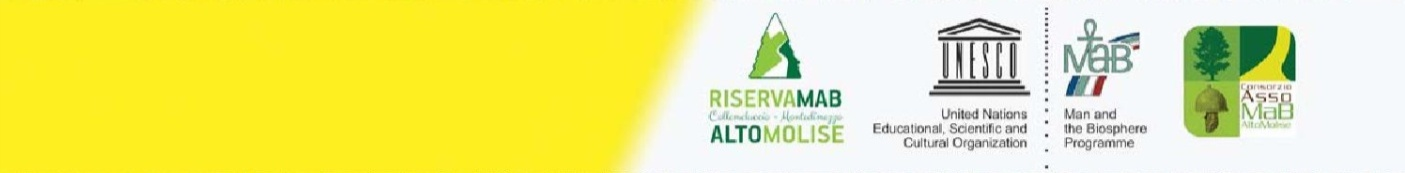 RISERVAMAB
Collemeluccio - Montedimezzo
ALTOMOLISE
UNESCO
United Nations
Educational, Scientific and
Cultural Organization
MaB
Man and
the Biosphere
Programme
Consorzio
Asso
MaB
AltoMolise